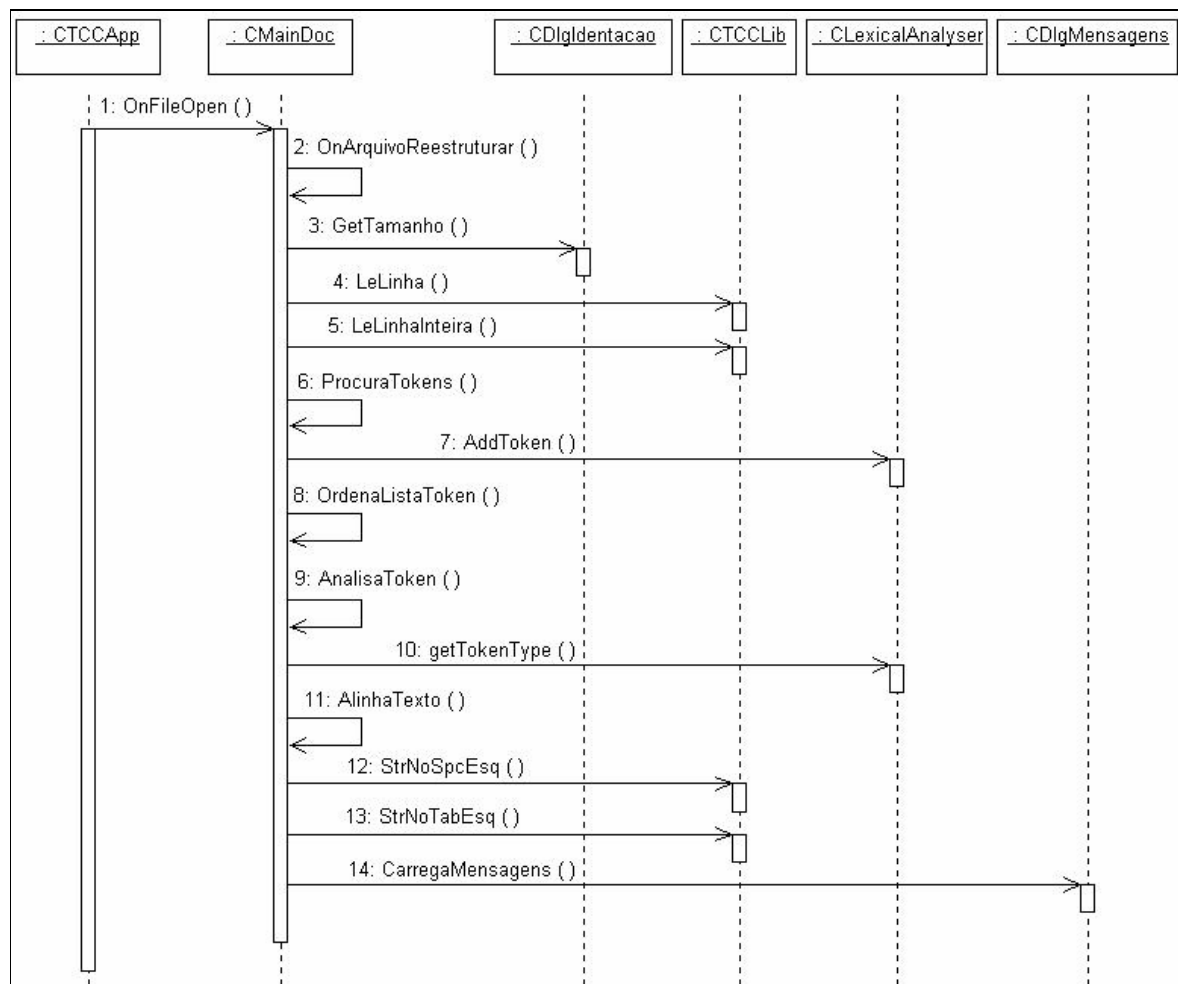 : CTCCApp
: CMainDoc
: CDlgIdentacao
: CTCCLib
: CLexicalAnalyser
: CDlgMensagens
1: OnFileOpen ( )
2: OnArquivoReestruturar ( )
3: GetTamanho ( )
4: LeLinha ( )
5: LeLinhaInteira ( )
6: ProcuraTokens ( )
7: AddToken ( )
8: OrdenaListaToken ( )
9: AnalisaToken ( )
10: getTokenType ( )
11: AlinhaTexto ( )
12: StrNoSpcEsq ( )
13: StrNoTabEsq ( )
14: CarregaMensagens ( )